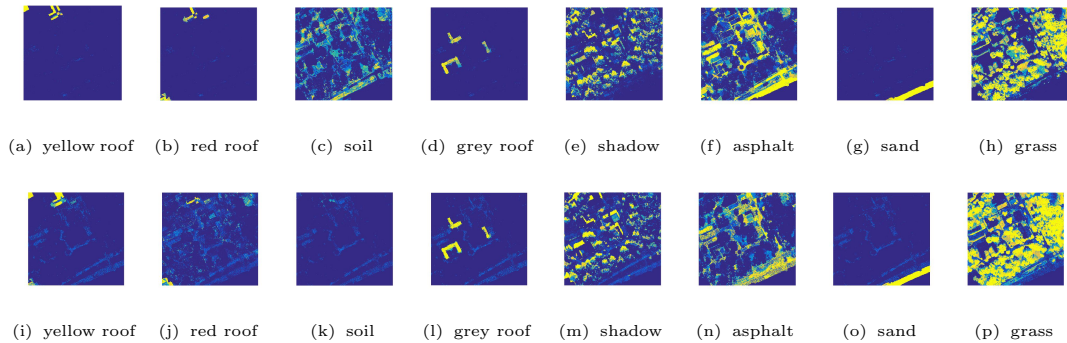 (a) yellow roof (b) red roof (c) soil (d) grey roof (e) shadow (f) asphalt (g) sand (h) grass
(i) yellow roof (j) red roof (k) soil (l) grey roof (m) shadow (n) asphalt (o) sand (p) grass